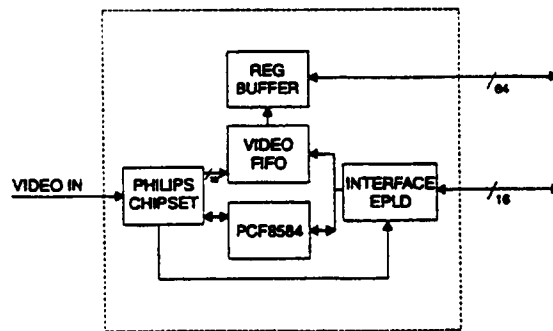 REG
BUFFER
64
VIDEO
FIFO
VIDEO IN
PHILIPS
CHIPSET
INTERFACE
EPLD
16
PCF8584